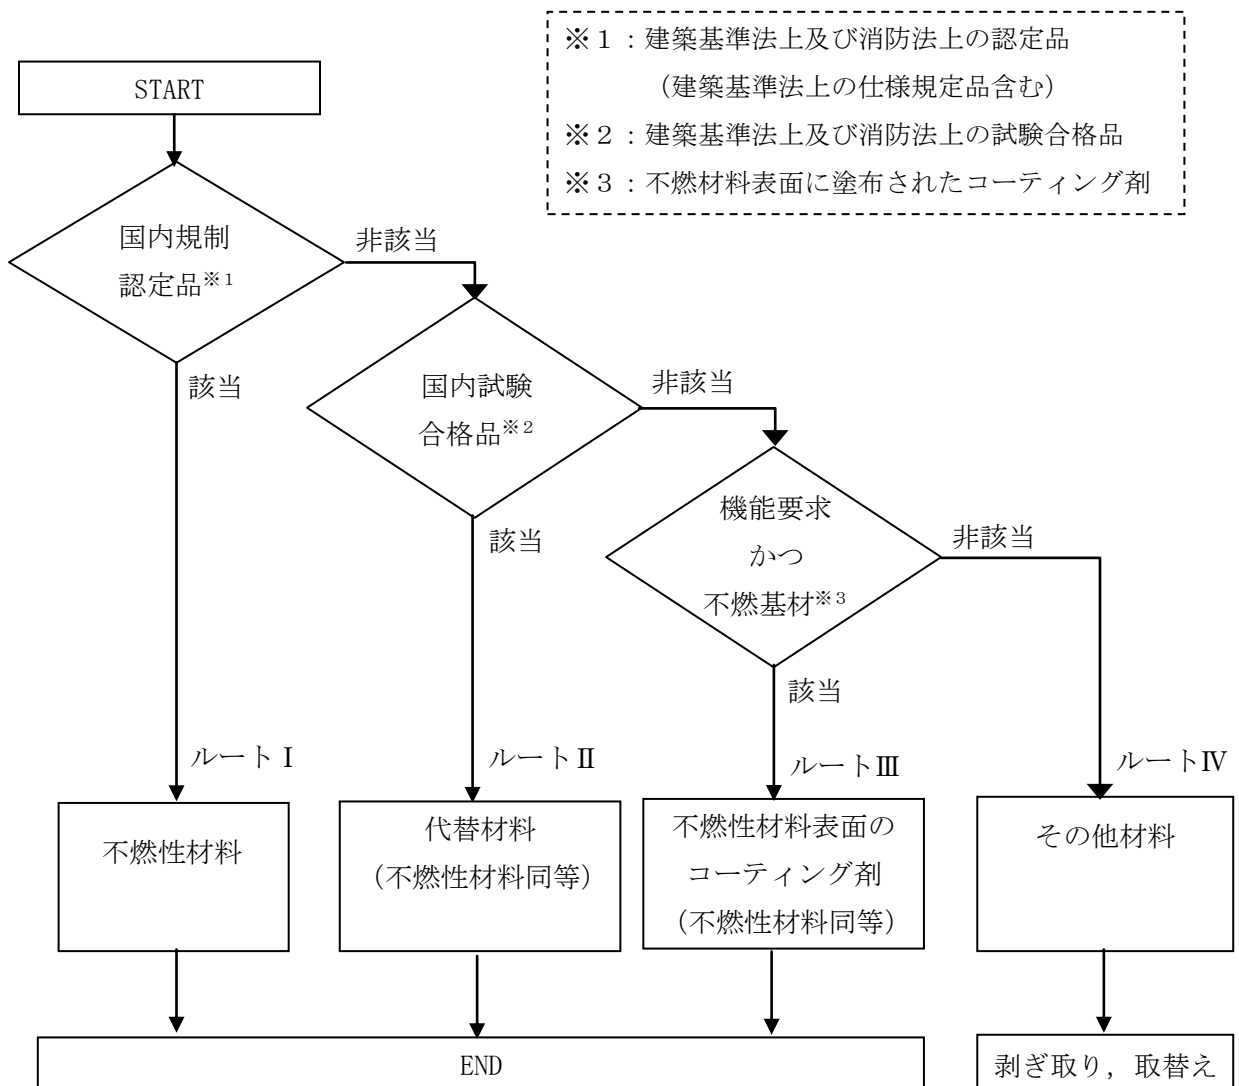 ※１：建築基準法上及び消防法上の認定品
（建築基準法上の仕様規定品含む）
※２：建築基準法上及び消防法上の試験合格品
※３：不燃材料表面に塗布されたコーティング剤
START
国内規制
認定品※1
非該当
該当
国内試験
合格品※2
非該当
該当
機能要求
かつ
不燃基材※3
非該当
該当
ルートⅠ
ルートⅡ
ルートⅢ
ルートⅣ
不燃性材料
代替材料
（不燃性材料同等）
不燃性材料表面の
コーティング剤
（不燃性材料同等）
その他材料
END
剥ぎ取り，取替え